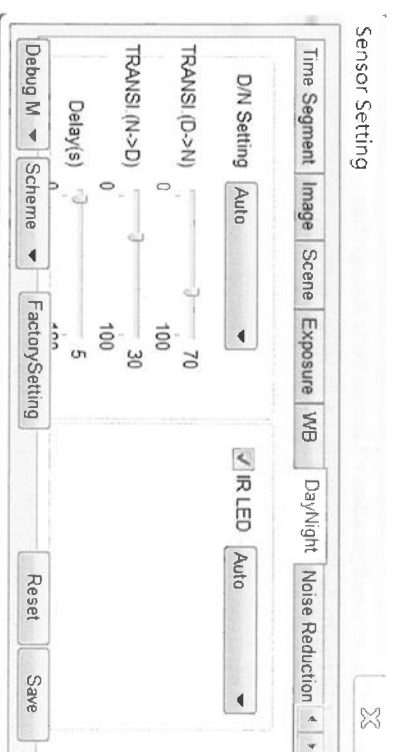 Sensor Setting
Time Segment Image Scene Exposure WB DayNight Noise Reduction
D/N Setting Auto IR LED Auto
TRANSI.(D->N) 70
0 100
TRANSI.(N->D) 30
0 100
Delay(s) 5
0 100
Debug M Scheme FactorySetting Reset Save